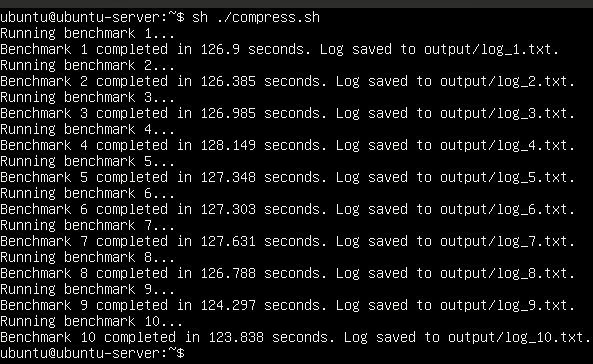 ubuntu@ubuntu-server:~$ sh ./compress.sh
Running benchmark 1...
Benchmark 1 completed in 126.9 seconds. Log saved to output/log_1.txt.
Running benchmark 2...
Benchmark 2 completed in 126.385 seconds. Log saved to output/log_2.txt.
Running benchmark 3...
Benchmark 3 completed in 126.985 seconds. Log saved to output/log_3.txt.
Running benchmark 4...
Benchmark 4 completed in 128.149 seconds. Log saved to output/log_4.txt.
Running benchmark 5...
Benchmark 5 completed in 127.348 seconds. Log saved to output/log_5.txt.
Running benchmark 6...
Benchmark 6 completed in 127.303 seconds. Log saved to output/log_6.txt.
Running benchmark 7...
Benchmark 7 completed in 127.631 seconds. Log saved to output/log_7.txt.
Running benchmark 8...
Benchmark 8 completed in 126.788 seconds. Log saved to output/log_8.txt.
Running benchmark 9...
Benchmark 9 completed in 124.297 seconds. Log saved to output/log_9.txt.
Running benchmark 10...
Benchmark 10 completed in 123.838 seconds. Log saved to output/log_10.txt.
ubuntu@ubuntu-server:~$